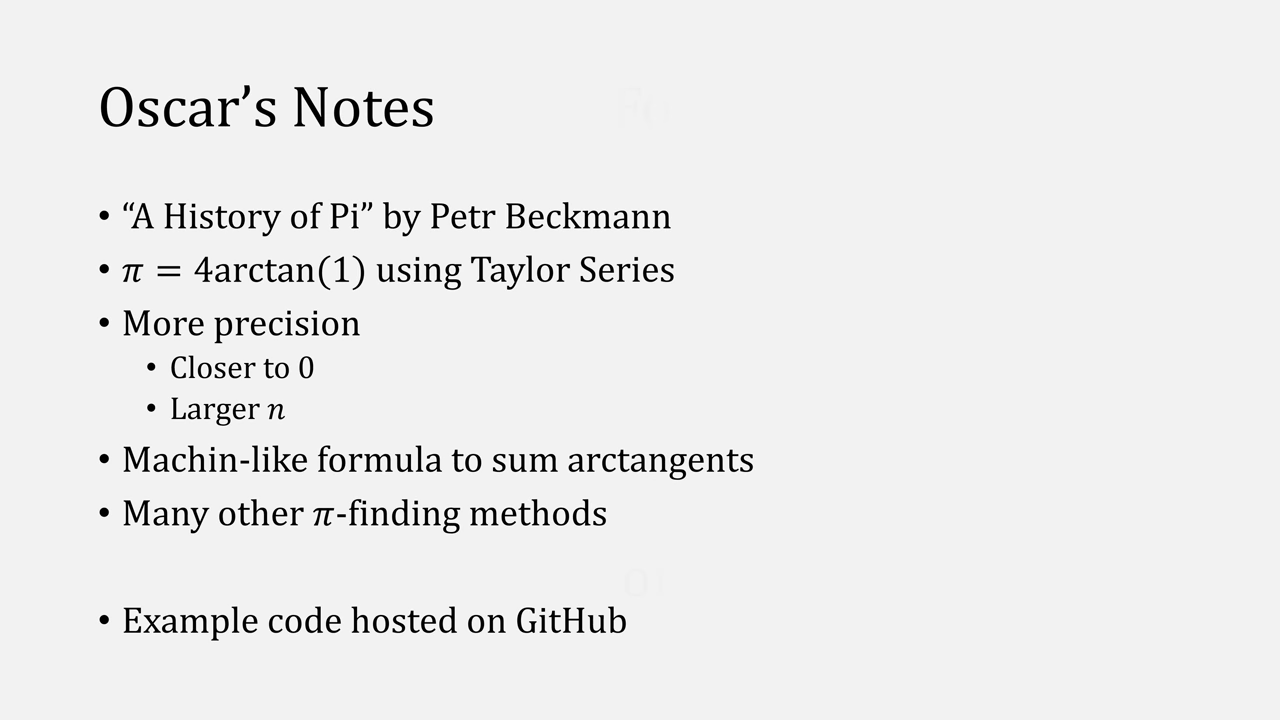 Oscar’s Notes
• “A History of Pi” by Petr Beckmann
• 𝜋 = 4arctan(1) using Taylor Series
• More precision
• Closer to 0
• Larger 𝑛
• Machin-like formula to sum arctangents
• Many other 𝜋-finding methods
• Example code hosted on GitHub